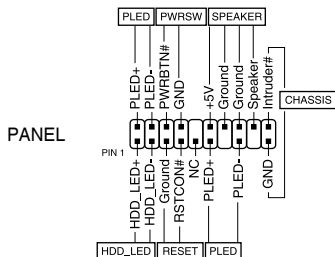 PLED PWRSW SPEAKER
PLED+
PLED-
PWRBTN#
GND
+5V
Ground
Ground
Speaker
Intruder#
CHASSIS
PANEL
PIN 1
HDD_LED+
HDD_LED-
Ground
RSTCON#
NC
PLED+
PLED-
GND
HDD_LED RESET PLED